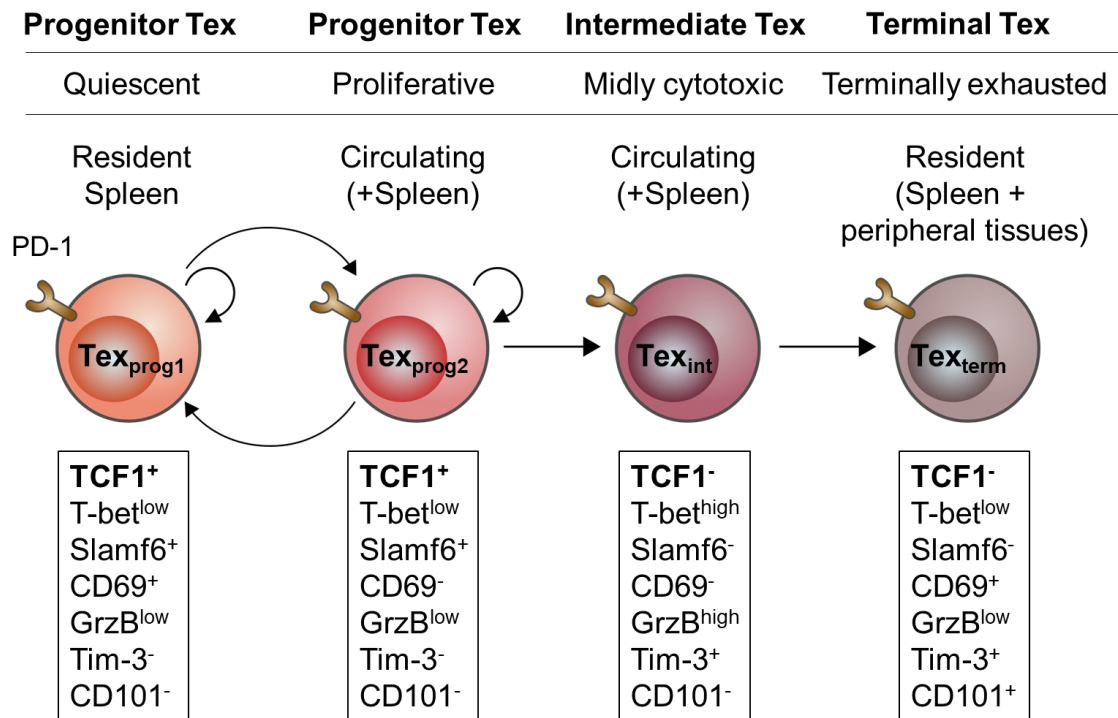 Progenitor Tex
Progenitor Tex
Intermediate Tex
Terminal Tex
Quiescent
Proliferative
Midly cytotoxic
Terminally exhausted
Resident
Spleen
Circulating
(+Spleen)
Circulating
(+Spleen)
Resident
(Spleen +
peripheral tissues)
PD-1
Texprog1
Texprog2
Texint
Texterm
TCF1+
T-betlow
Slamf6+
CD69+
GrzBlow
Tim-3-
CD101-
TCF1+
T-betlow
Slamf6+
CD69-
GrzBlow
Tim-3-
CD101-
TCF1-
T-bethigh
Slamf6-
CD69-
GrzBhigh
Tim-3+
CD101-
TCF1-
T-betlow
Slamf6-
CD69+
GrzBlow
Tim-3+
CD101+